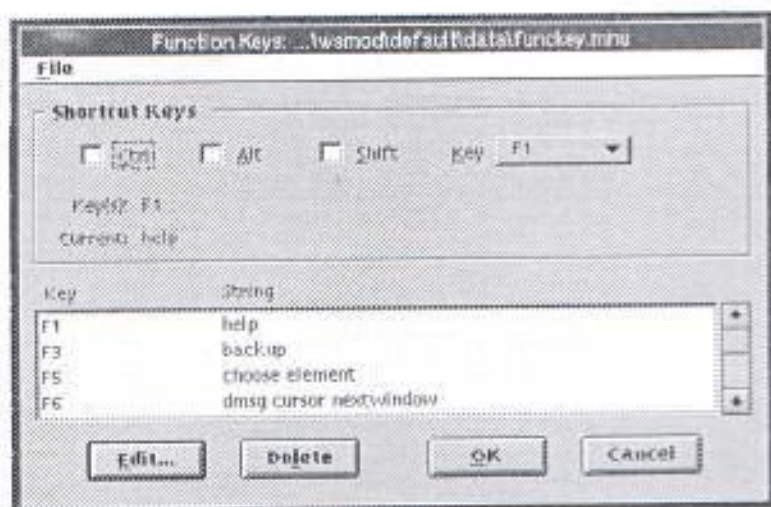 Function Keys: ...\wsmod\default\data\funckey.mnu
File
Shortcut Keys
Ctrl Alt Shift Key F1
Key(s): F1
Current: help
Key String
F1 help
F3 backup
F5 choose element
F6 dmsg cursor nextwindow
Edit... Delete OK Cancel